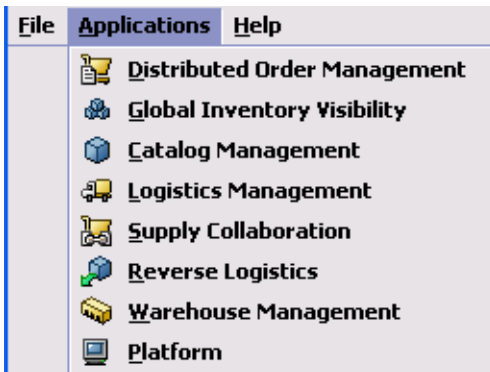 File Applications Help
Distributed Order Management
Global Inventory Visibility
Catalog Management
Logistics Management
Supply Collaboration
Reverse Logistics
Warehouse Management
Platform